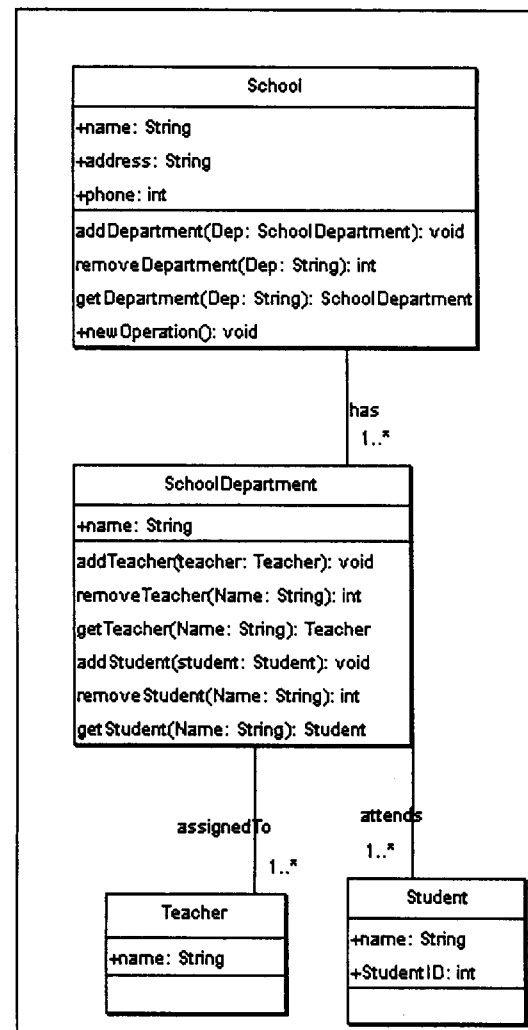 School
+name: String
+address: String
+phone: int
addDepartment(Dep: SchoolDepartment): void
removeDepartment(Dep: String): int
getDepartment(Dep: String): SchoolDepartment
+newOperation(): void
has
1..*
SchoolDepartment
+name: String
addTeacher(teacher: Teacher): void
removeTeacher(Name: String): int
getTeacher(Name: String): Teacher
addStudent(student: Student): void
removeStudent(Name: String): int
getStudent(Name: String): Student
assignedTo
1..*
attends
1..*
Teacher
+name: String
Student
+name: String
+StudentID: int